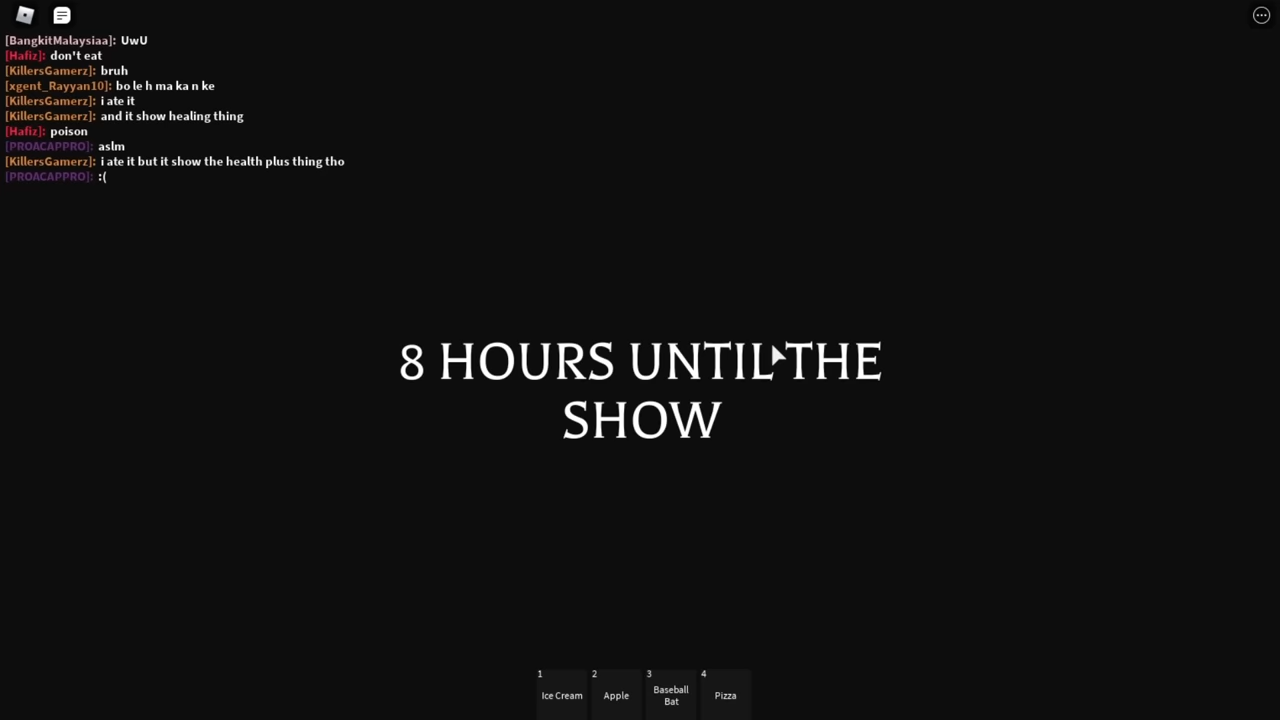 [BangkitMalaysiaa]: UwU
[Hafiz]: don't eat
[KillersGamerz]: bruh
[xgent_Rayyan10]: bo le h ma ka n ke
[KillersGamerz]: i ate it
[KillersGamerz]: and it show healing thing
[Hafiz]: poison
[PROACAPPRO]: aslm
[KillersGamerz]: i ate it but it show the health plus thing tho
[PROACAPPRO]: :(
8 HOURS UNTIL THE
SHOW
1
Ice Cream
2
Apple
3
Baseball
Bat
4
Pizza